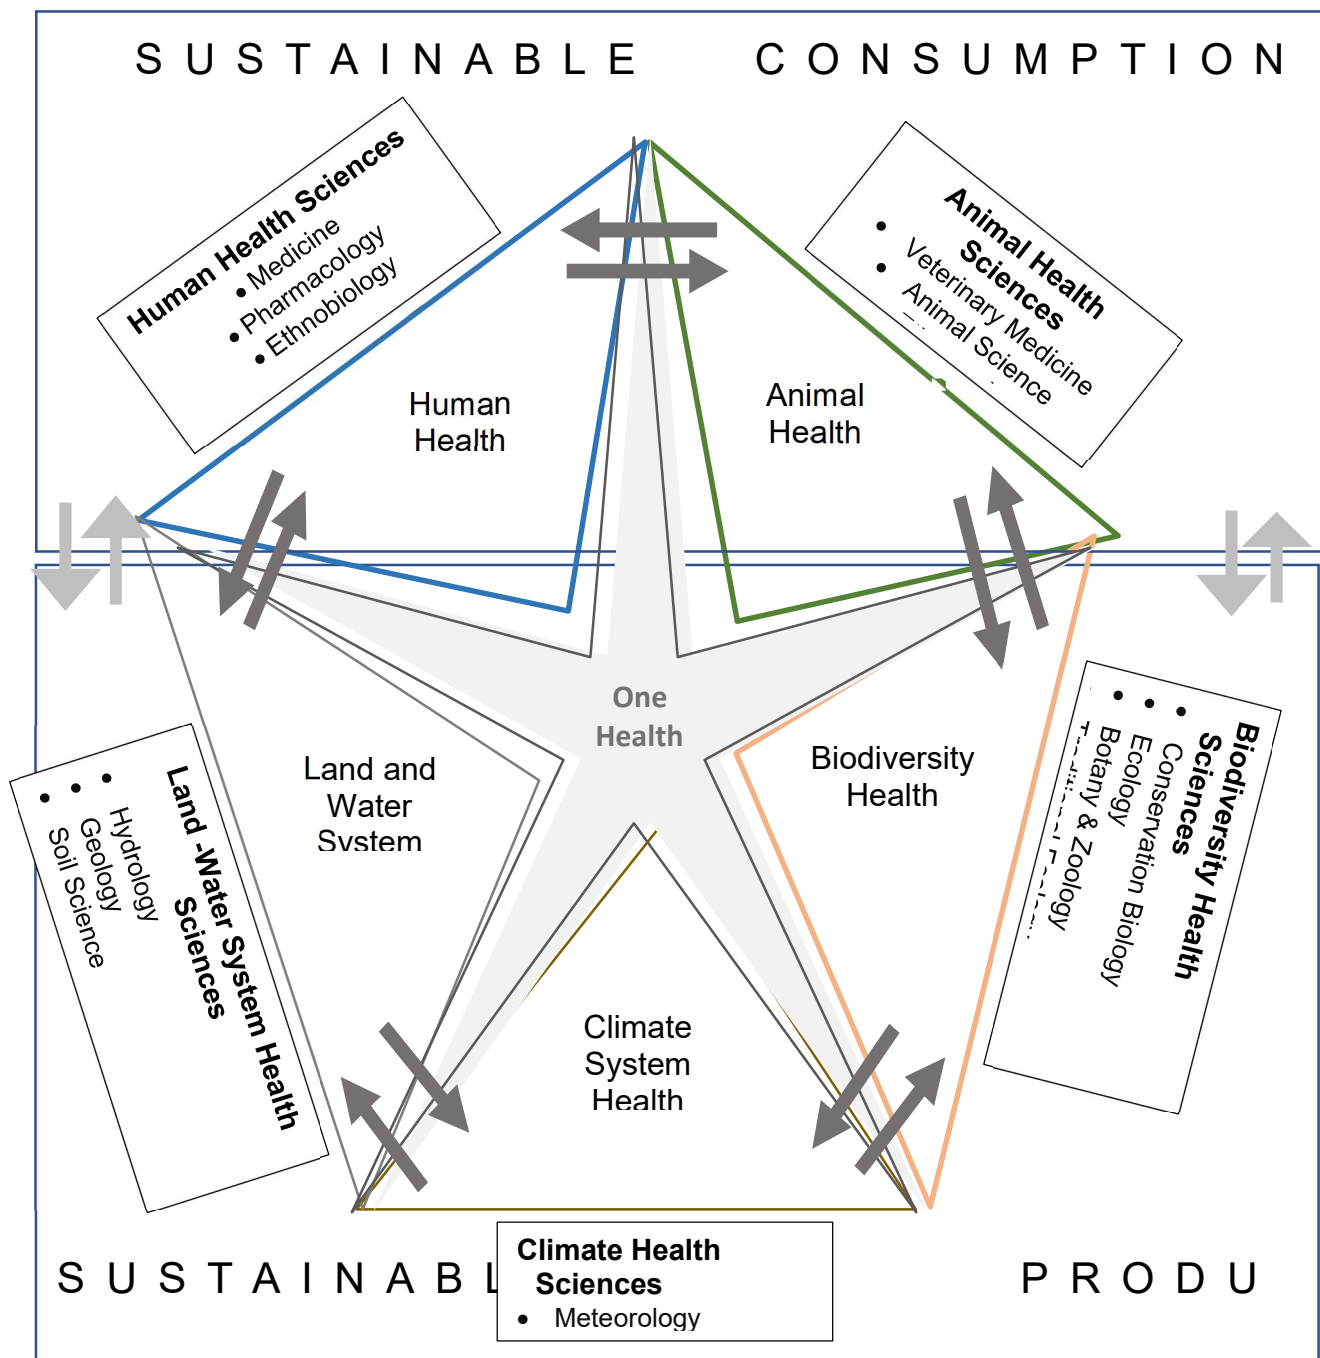 SUSTAINABLE CONSUMPTION
Human Health Sciences
• Medicine
• Pharmacology
• Ethnobiology
Animal Health
Sciences
• Veterinary Medicine
• Animal Science
Human
Health
Animal
Health
One
Health
Land and
Water
System
Biodiversity
Health
Climate
System
Health
Land -Water System Health
Sciences
• Hydrology
• Geology
• Soil Science
Biodiversity Health
Sciences
• Conservation Biology
• Ecology
• Botany & Zoology
SUSTAINABL PRODU
Climate Health
Sciences
• Meteorology